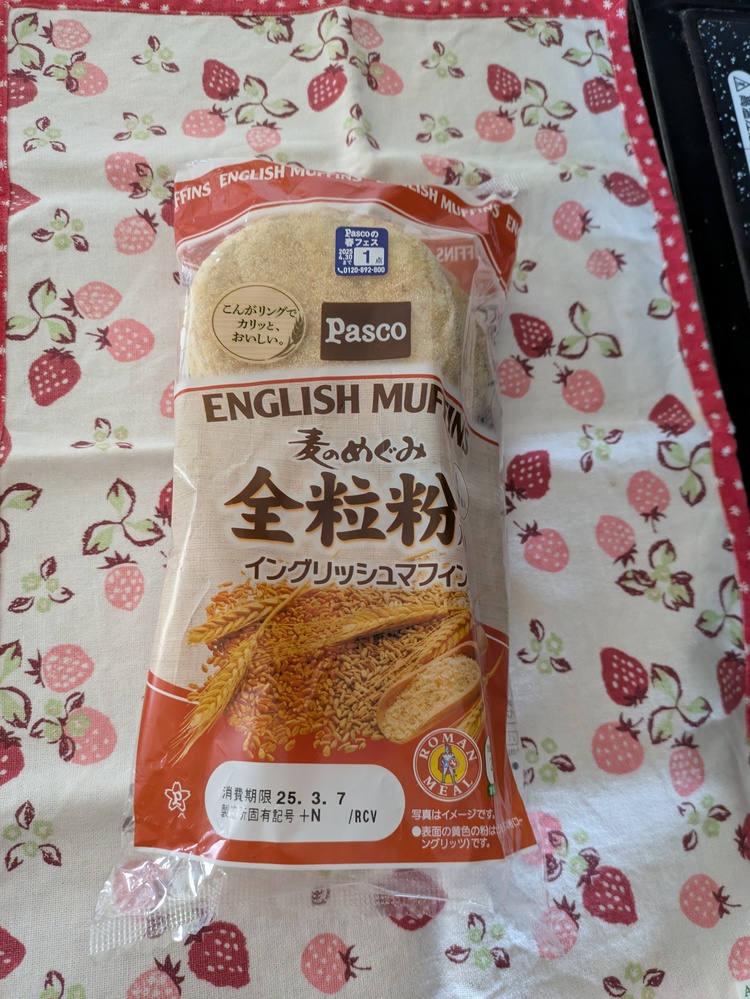 FFINS ENGLISH MUFFINS ENGLISH MUFFINS EN
FFINS
Pascoの
春フェス
2025
4.30
まで
1点
0120-892-800
こんがリングで
カリッと、
おいしい。
Pasco
ENGLISH MUFFINS
麦のめぐみ
全粒粉
イングリッシュマフィン
ROMAN
MEAL
消費期限 25. 3. 7
製造所固有記号 +N /RCV
写真はイメージです。
●表面の黄色の粉は
ングリッツ)です。